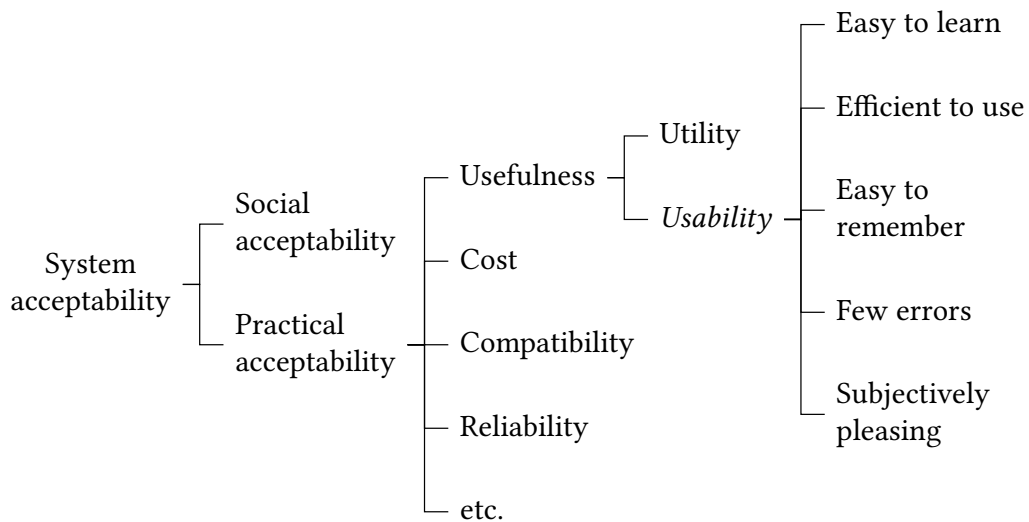 System
acceptability
Social
acceptability
Practical
acceptability
Usefulness
Cost
Compatibility
Reliability
etc.
Utility
Usability
Easy to learn
Efficient to use
Easy to
remember
Few errors
Subjectively
pleasing